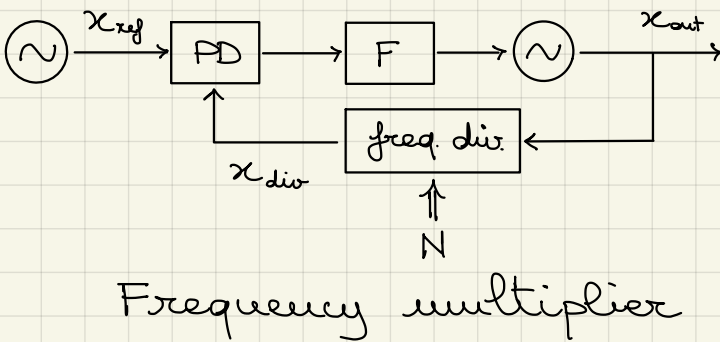 x_ref
PD
F
x_out
freq. div.
x_div
N
Frequency multiplier